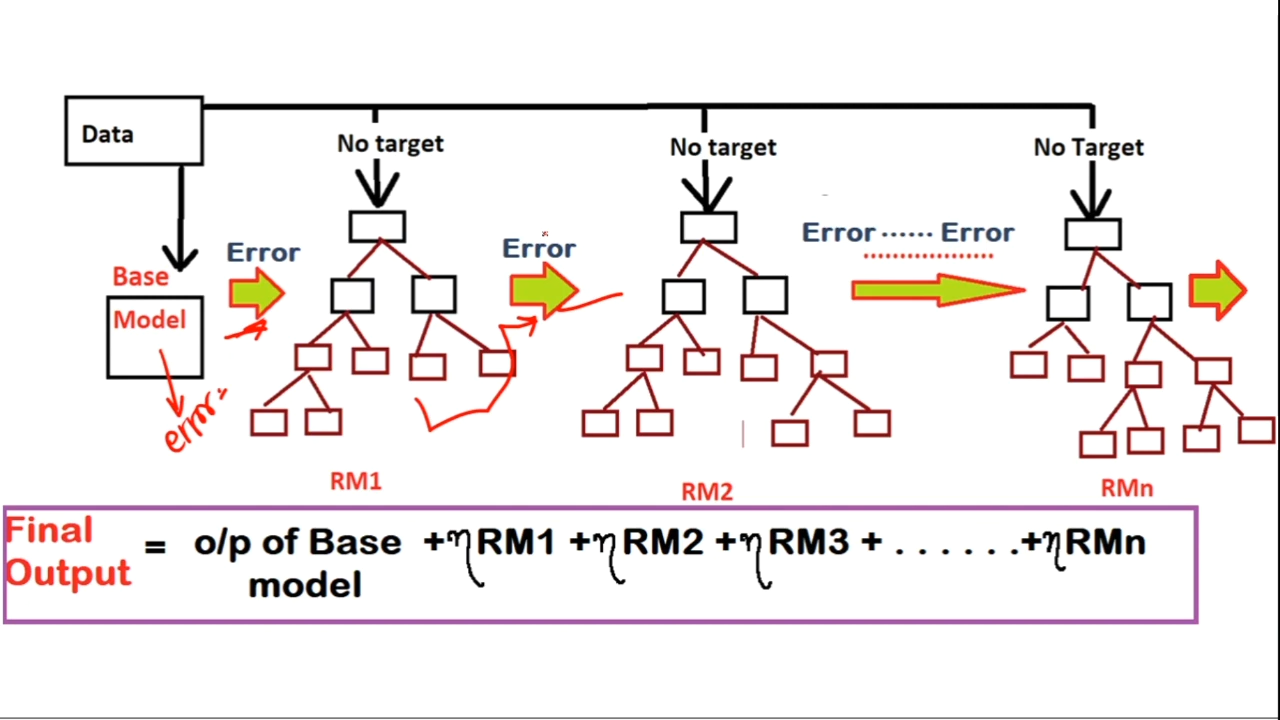 Data
No target
No target
No Target
Base
Model
error
Error
Error
Error ...... Error
RM1
RM2
RMn
Final
Output
= o/p of Base +ηRM1 +ηRM2 +ηRM3 + . . . . . .+ηRMn
model